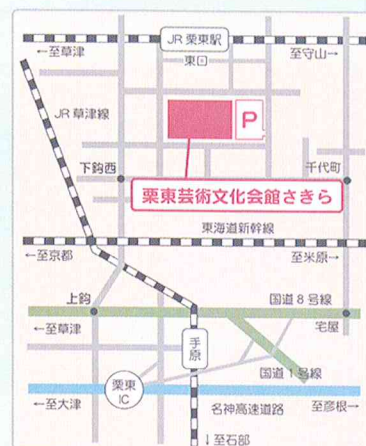 JR 栗東駅
←至草津
東口
至守山→
JR 草津線
P
下鈎西
千代町
栗東芸術文化会館さきら
東海道新幹線
←至京都
至米原→
上鈎
国道8号線
←至草津
宅屋
手原
国道1号線
栗東
IC
←至大津
名神高速道路
至彦根→
↓至石部